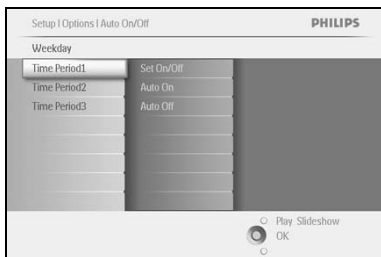 Setup | Options | Auto On/Off PHILIPS
Weekday
Time Period1 Set On/Off
Time Period2 Auto On
Time Period3 Auto Off
Play Slideshow
OK